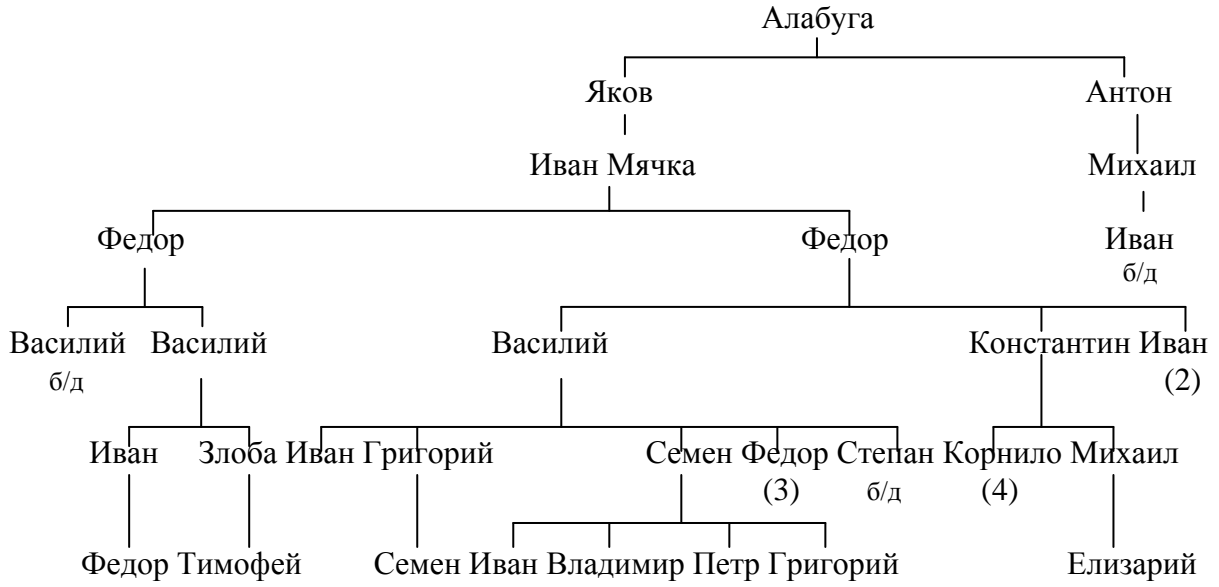 Алабуга
Яков Антон
Иван Мячка Михаил
Федор Федор Иван
б/д
Василий Василий Василий Константин Иван
б/д (2)
Иван Злоба Иван Григорий Семен Федор Степан Корнило Михаил
(3) б/д (4)
Федор Тимофей Семен Иван Владимир Петр Григорий Елизарий